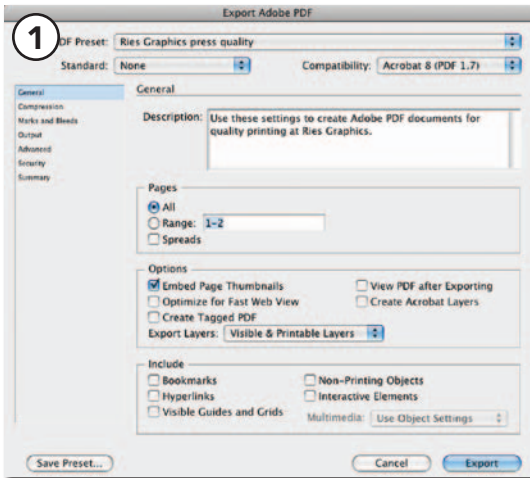 Export Adobe PDF
1
DF Preset: Ries Graphics press quality
Standard: None Compatibility: Acrobat 8 (PDF 1.7)
General
Compression
Marks and Bleeds
Output
Advanced
Security
Summary
General
Description: Use these settings to create Adobe PDF documents for
quality printing at Ries Graphics.
Pages
All
Range: 1-2
Spreads
Options
Embed Page Thumbnails View PDF after Exporting
Optimize for Fast Web View Create Acrobat Layers
Create Tagged PDF
Export Layers: Visible & Printable Layers
Include
Bookmarks Non-Printing Objects
Hyperlinks Interactive Elements
Visible Guides and Grids Multimedia: Use Object Settings
Save Preset... Cancel Export